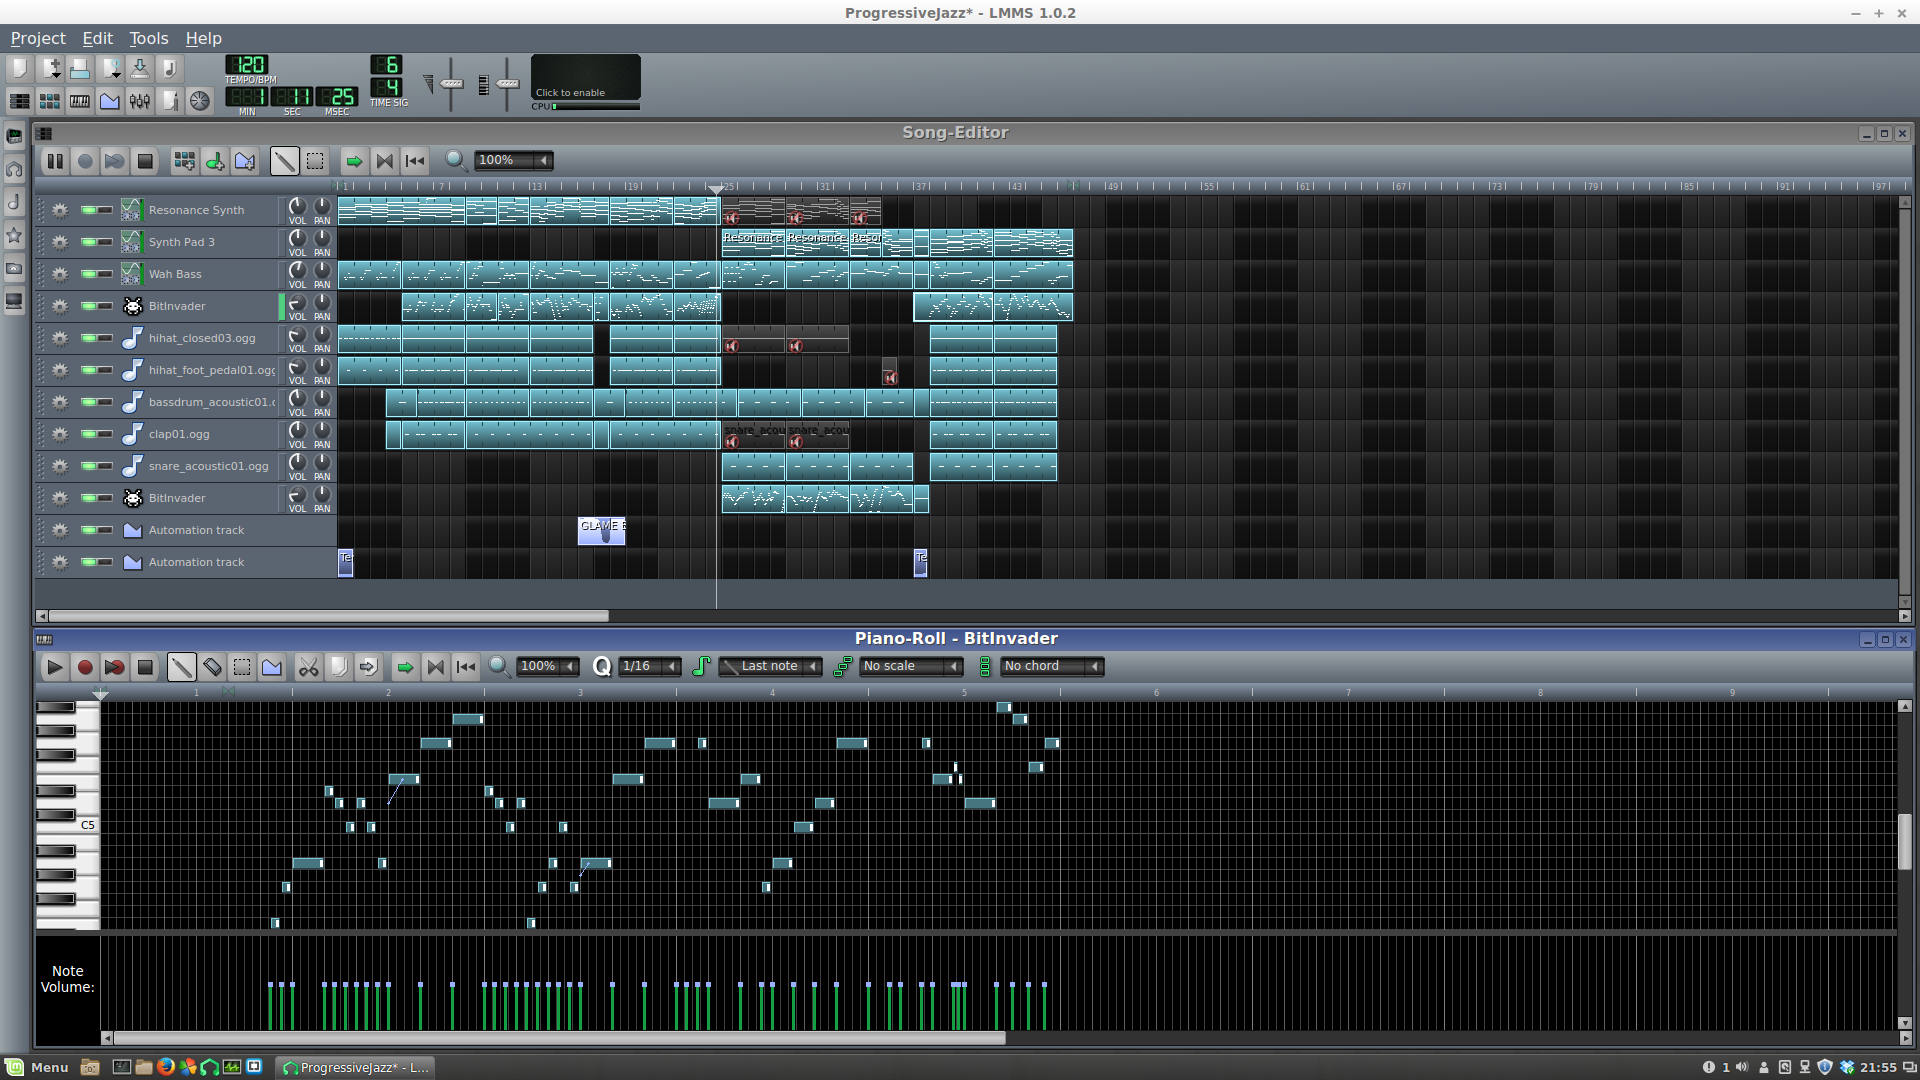 ProgressiveJazz* - LMMS 1.0.2
Project Edit Tools Help
120
TEMPO/BPM
6
4
TIME SIG
1 11 25
MIN SEC MSEC
Click to enable
CPU
Song-Editor
100%
1 7 13 19 25 31 37 43 49 55 61 67 73 79 85 91 97
Resonance Synth VOL PAN
Synth Pad 3 VOL PAN Resonance Resonance Reson
Wah Bass VOL PAN
BitInvader VOL PAN
hihat_closed03.ogg VOL PAN
hihat_foot_pedal01.ogg VOL PAN
bassdrum_acoustic01.o VOL PAN
clap01.ogg VOL PAN snare_acou snare_acou
snare_acoustic01.ogg VOL PAN
BitInvader VOL PAN
Automation track GLAME B
Automation track Te Te
Piano-Roll - BitInvader
100% Q 1/16 Last note No scale No chord
1 2 3 4 5 6 7 8 9
C5
Note
Volume:
Menu ProgressiveJazz* - L... 1 21:55